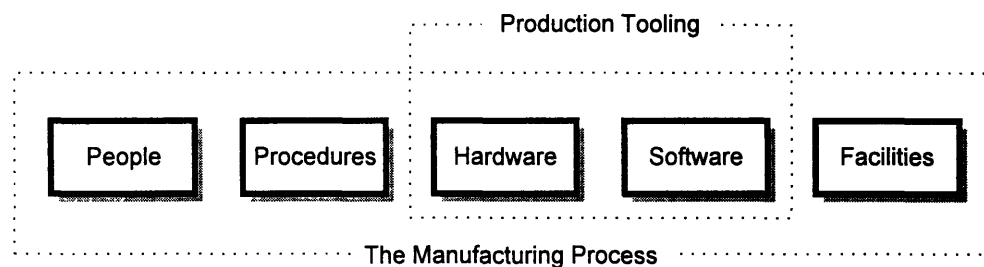 Production Tooling
People Procedures Hardware Software Facilities
The Manufacturing Process